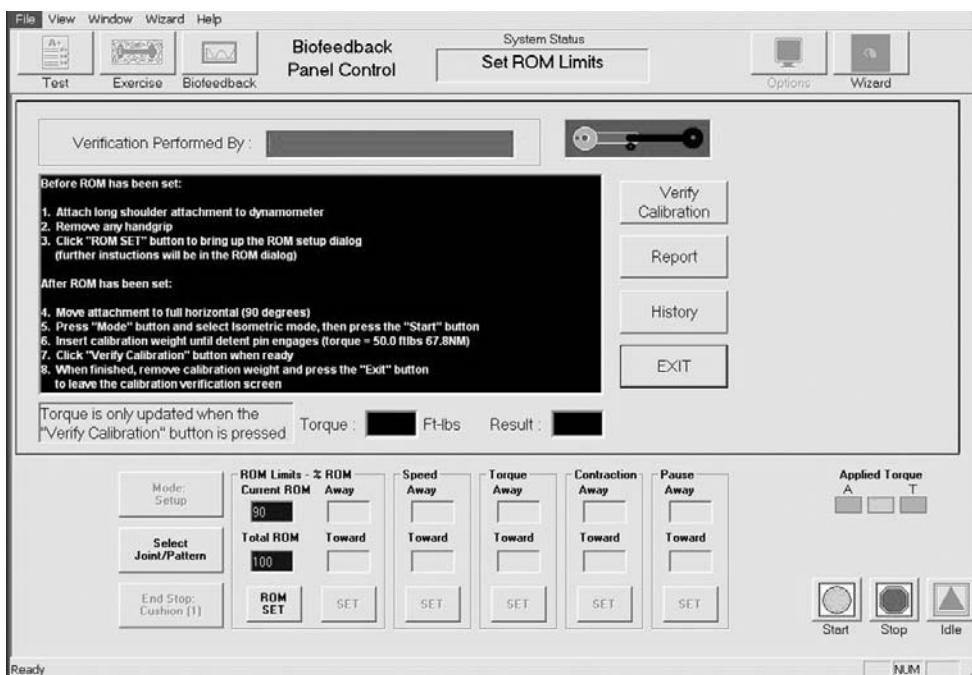 File View Window Wizard Help
Test
Exercise
Biofeedback
Biofeedback
Panel Control
System Status
Set ROM Limits
Options
Wizard
Verification Performed By :
Before ROM has been set:
1. Attach long shoulder attachment to dynamometer
2. Remove any handgrip
3. Click "ROM SET" button to bring up the ROM setup dialog
(further instuctions will be in the ROM dialog)
After ROM has been set:
4. Move attachment to full horizontal (90 degrees)
5. Press "Mode" button and select Isometric mode, then press the "Start" button
6. Insert calibration weight until detent pin engages (torque = 50.0 ftlbs 67.8NM)
7. Click "Verify Calibration" button when ready
8. When finished, remove calibration weight and press the "Exit" button
to leave the calibration verification screen
Verify
Calibration
Report
History
EXIT
Torque is only updated when the
"Verify Calibration" button is pressed
Torque : Ft-lbs Result :
Mode:
Setup
Select
Joint/Pattern
End Stop:
Cushion (1)
ROM Limits - % ROM
Current ROM Away
90
Total ROM Toward
100
ROM
SET
SET
Speed
Away
Toward
SET
Torque
Away
Toward
SET
Contraction
Away
Toward
SET
Pause
Away
Toward
SET
Applied Torque
A T
Start
Stop
Idle
Ready
NUM